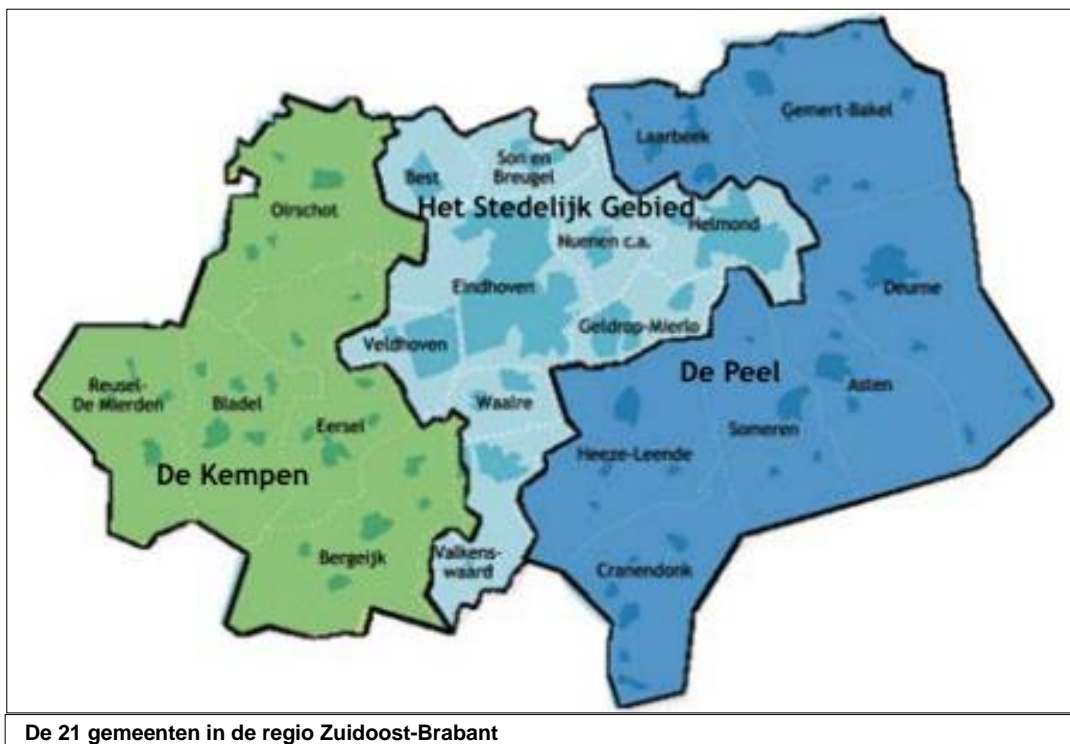 Gemert-Bakel
Laarbeek
Son en
Breugel
Best
Oirschot
Het Stedelijk Gebied
Helmond
Nuenen c.a.
Eindhoven
Deurne
Geldrop-Mierlo
Veldhoven
De Peel
Reusel-
De Mierden
Bladel
Waalre
Asten
Eersel
Someren
Heeze-Leende
De Kempen
Bergeijk
Valkens-
waard
Cranendonk
De 21 gemeenten in de regio Zuidoost-Brabant